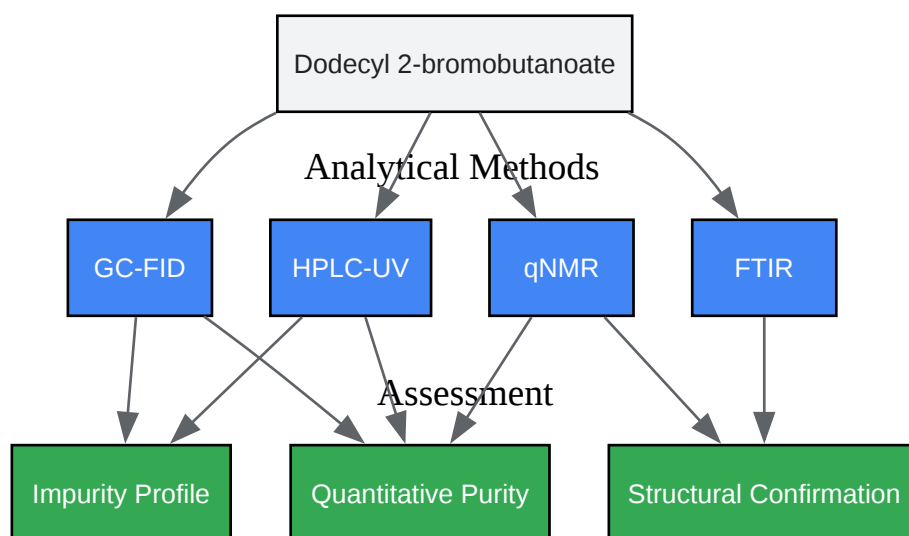 Dodecyl 2-bromobutanoate
Analytical Methods
GC-FID
HPLC-UV
qNMR
FTIR
Assessment
Impurity Profile
Quantitative Purity
Structural Confirmation